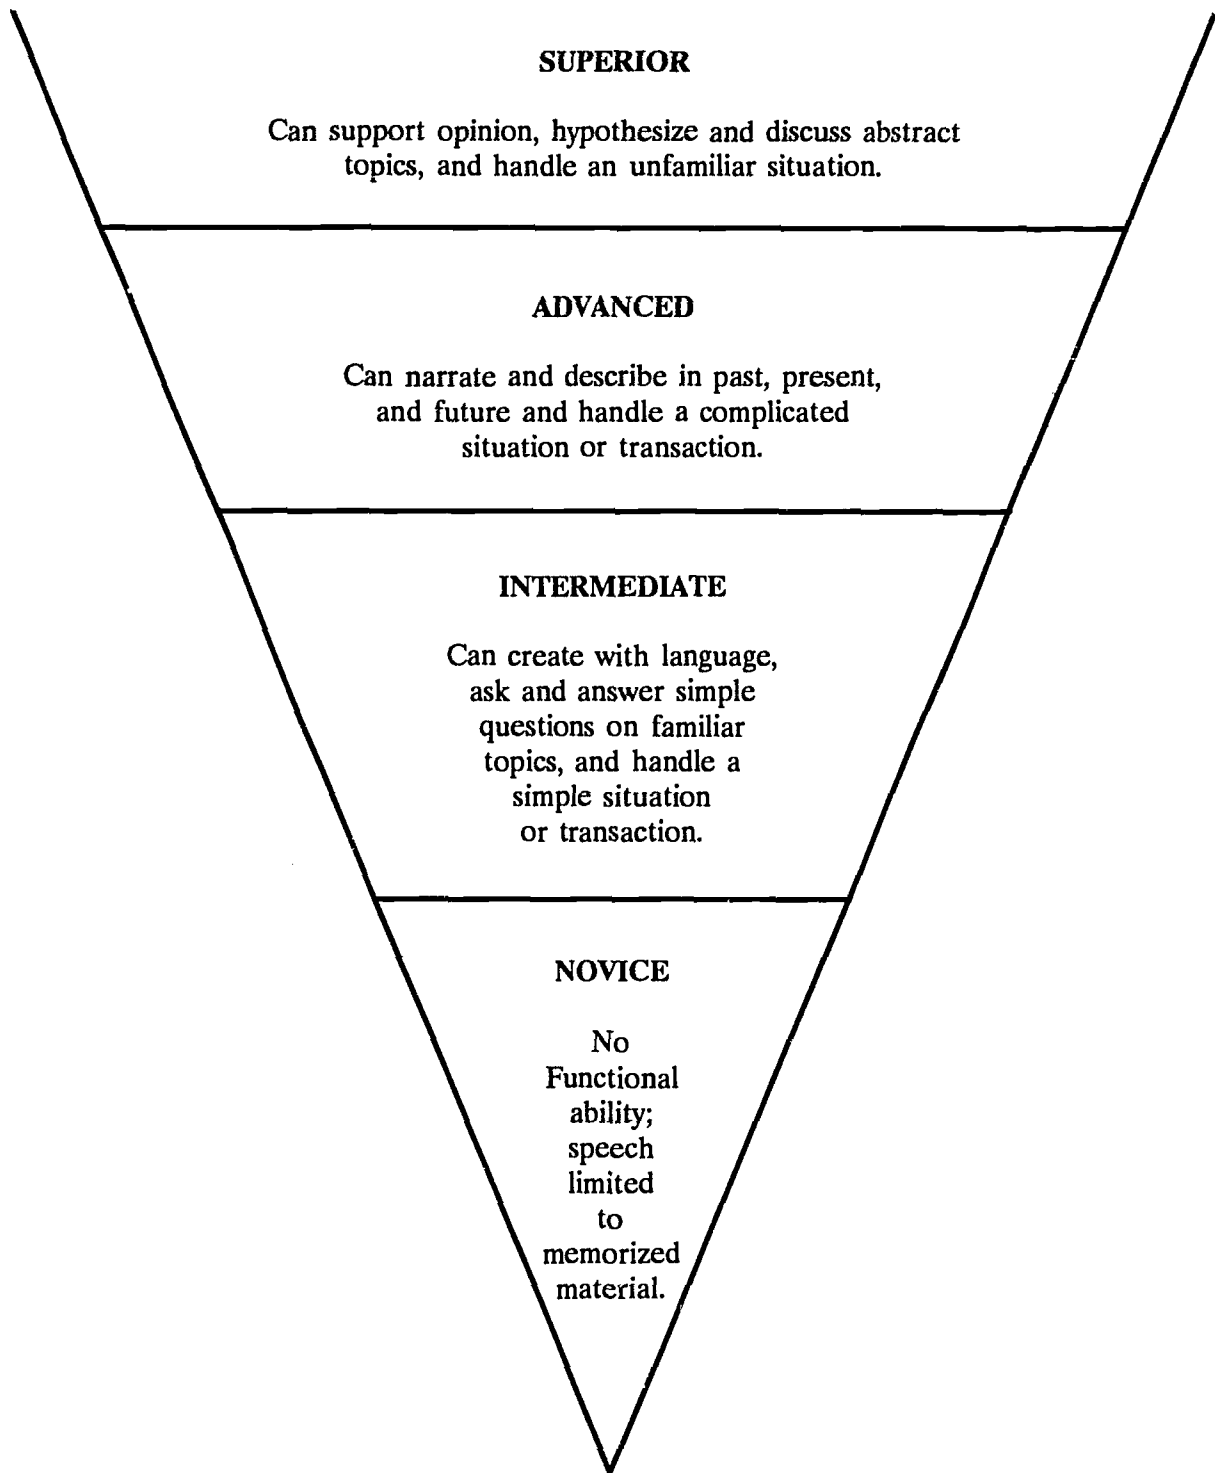 SUPERIOR
Can support opinion, hypothesize and discuss abstract
topics, and handle an unfamiliar situation.
ADVANCED
Can narrate and describe in past, present,
and future and handle a complicated
situation or transaction.
INTERMEDIATE
Can create with language,
ask and answer simple
questions on familiar
topics, and handle a
simple situation
or transaction.
NOVICE
No
Functional
ability;
speech
limited
to
memorized
material.